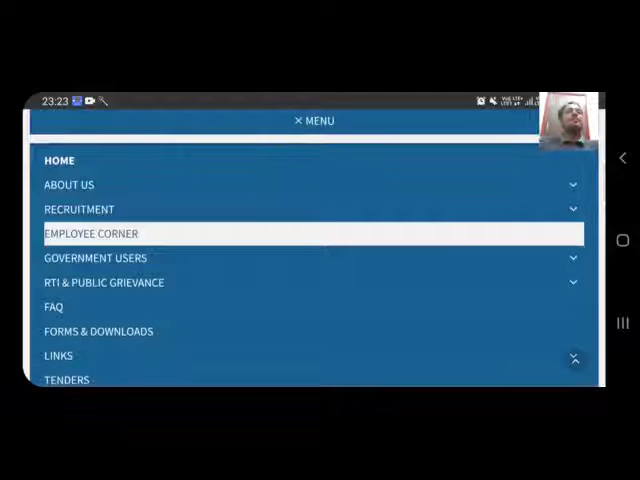 23:23
× MENU
HOME
ABOUT US
RECRUITMENT
EMPLOYEE CORNER
GOVERNMENT USERS
RTI & PUBLIC GRIEVANCE
FAQ
FORMS & DOWNLOADS
LINKS
TENDERS